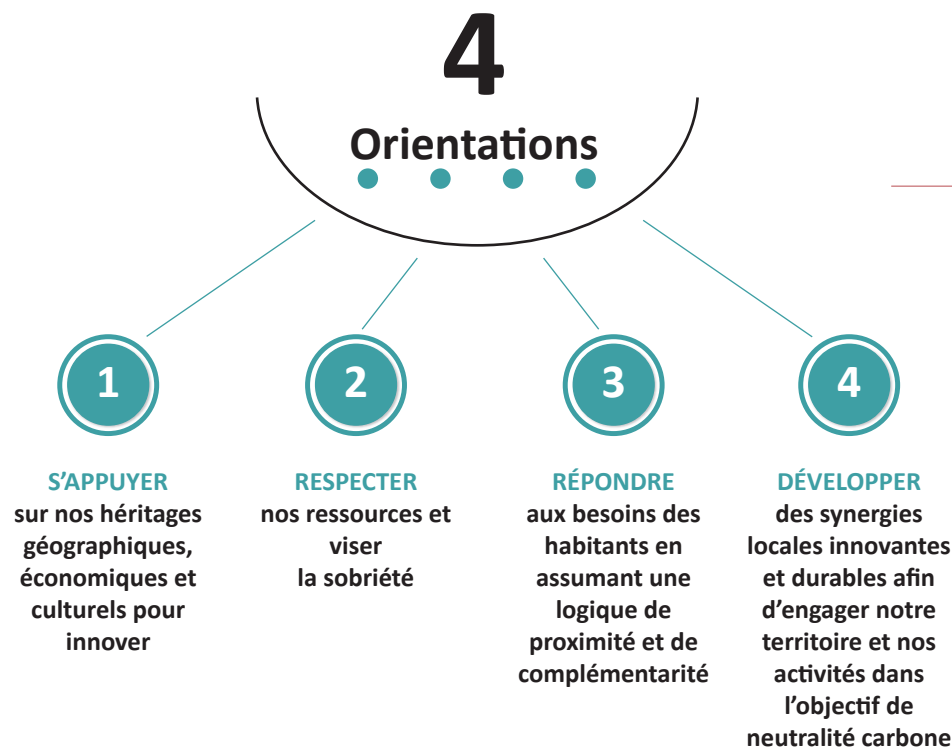 4
Orientations
1
S'APPUYER
sur nos héritages
géographiques,
économiques et
culturels pour
innover
2
RESPECTER
nos ressources et
viser
la sobriété
3
RÉPONDRE
aux besoins des
habitants en
assumant une
logique de
proximité et de
complémentarité
4
DÉVELOPPER
des synergies
locales innovantes
et durables afin
d'engager notre
territoire et nos
activités dans
l'objectif de
neutralité carbone